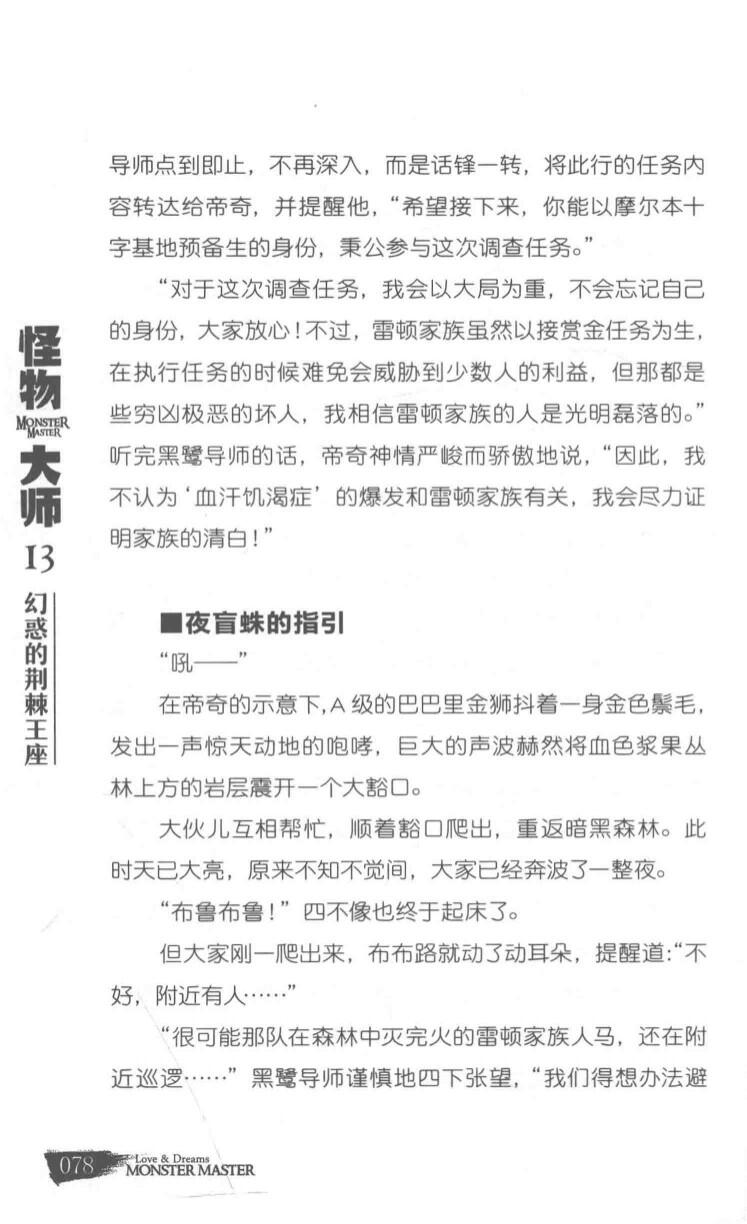 导师点到即止，不再深入，而是话锋一转，将此行的任务内
容转达给帝奇，并提醒他，“希望接下来，你能以摩尔本十
字基地预备生的身份，秉公参与这次调查任务。”
“对于这次调查任务，我会以大局为重，不会忘记自己
的身份，大家放心！不过，雷顿家族虽然以接赏金任务为生，
在执行任务的时候难免会威胁到少数人的利益，但那都是
些穷凶极恶的坏人，我相信雷顿家族的人是光明磊落的。”
听完黑鹭导师的话，帝奇神情严峻而骄傲地说，“因此，我
不认为‘血汗饥渴症’的爆发和雷顿家族有关，我会尽力证
明家族的清白！”
■夜盲蛛的指引
“吼——”
在帝奇的示意下，A 级的巴巴里金狮抖着一身金色鬃毛，
发出一声惊天动地的咆哮，巨大的声波赫然将血色浆果丛
林上方的岩层震开一个大豁口。
大伙儿互相帮忙，顺着豁口爬出，重返暗黑森林。此
时天已大亮，原来不知不觉间，大家已经奔波了一整夜。
“布鲁布鲁！”四不像也终于起床了。
但大家刚一爬出来，布布路就动了动耳朵，提醒道：“不
好，附近有人……”
“很可能那队在森林中灭完火的雷顿家族人马，还在附
近巡逻……”黑鹭导师谨慎地四下张望，“我们得想办法避
怪物
MONSTER
MASTER
大师
13
幻惑的荆棘王座
078
Love & Dreams
MONSTER MASTER